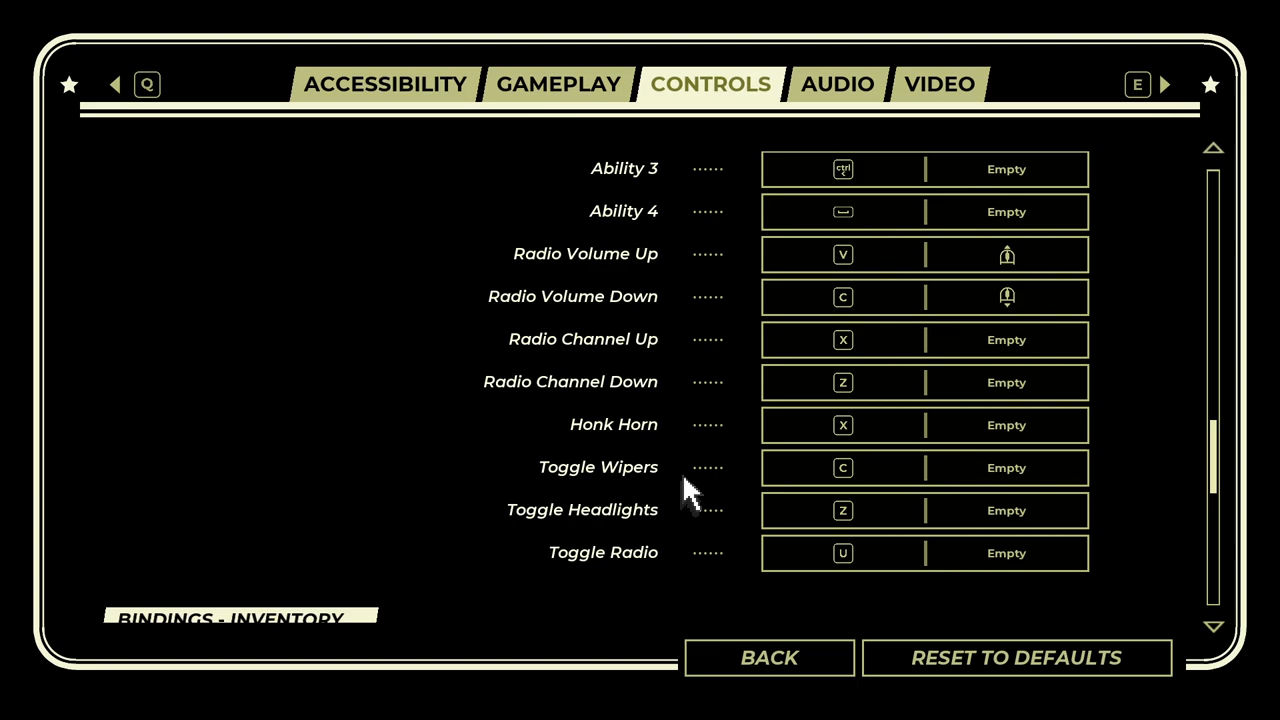 Q ACCESSIBILITY GAMEPLAY CONTROLS AUDIO VIDEO E
Ability 3 ...... ctrl Empty
Ability 4 ...... Empty
Radio Volume Up ...... V
Radio Volume Down ...... C
Radio Channel Up ...... X Empty
Radio Channel Down ...... Z Empty
Honk Horn ...... X Empty
Toggle Wipers ...... C Empty
Toggle Headlights ...... Z Empty
Toggle Radio ...... U Empty
BINDINGS - INVENTORY
BACK RESET TO DEFAULTS